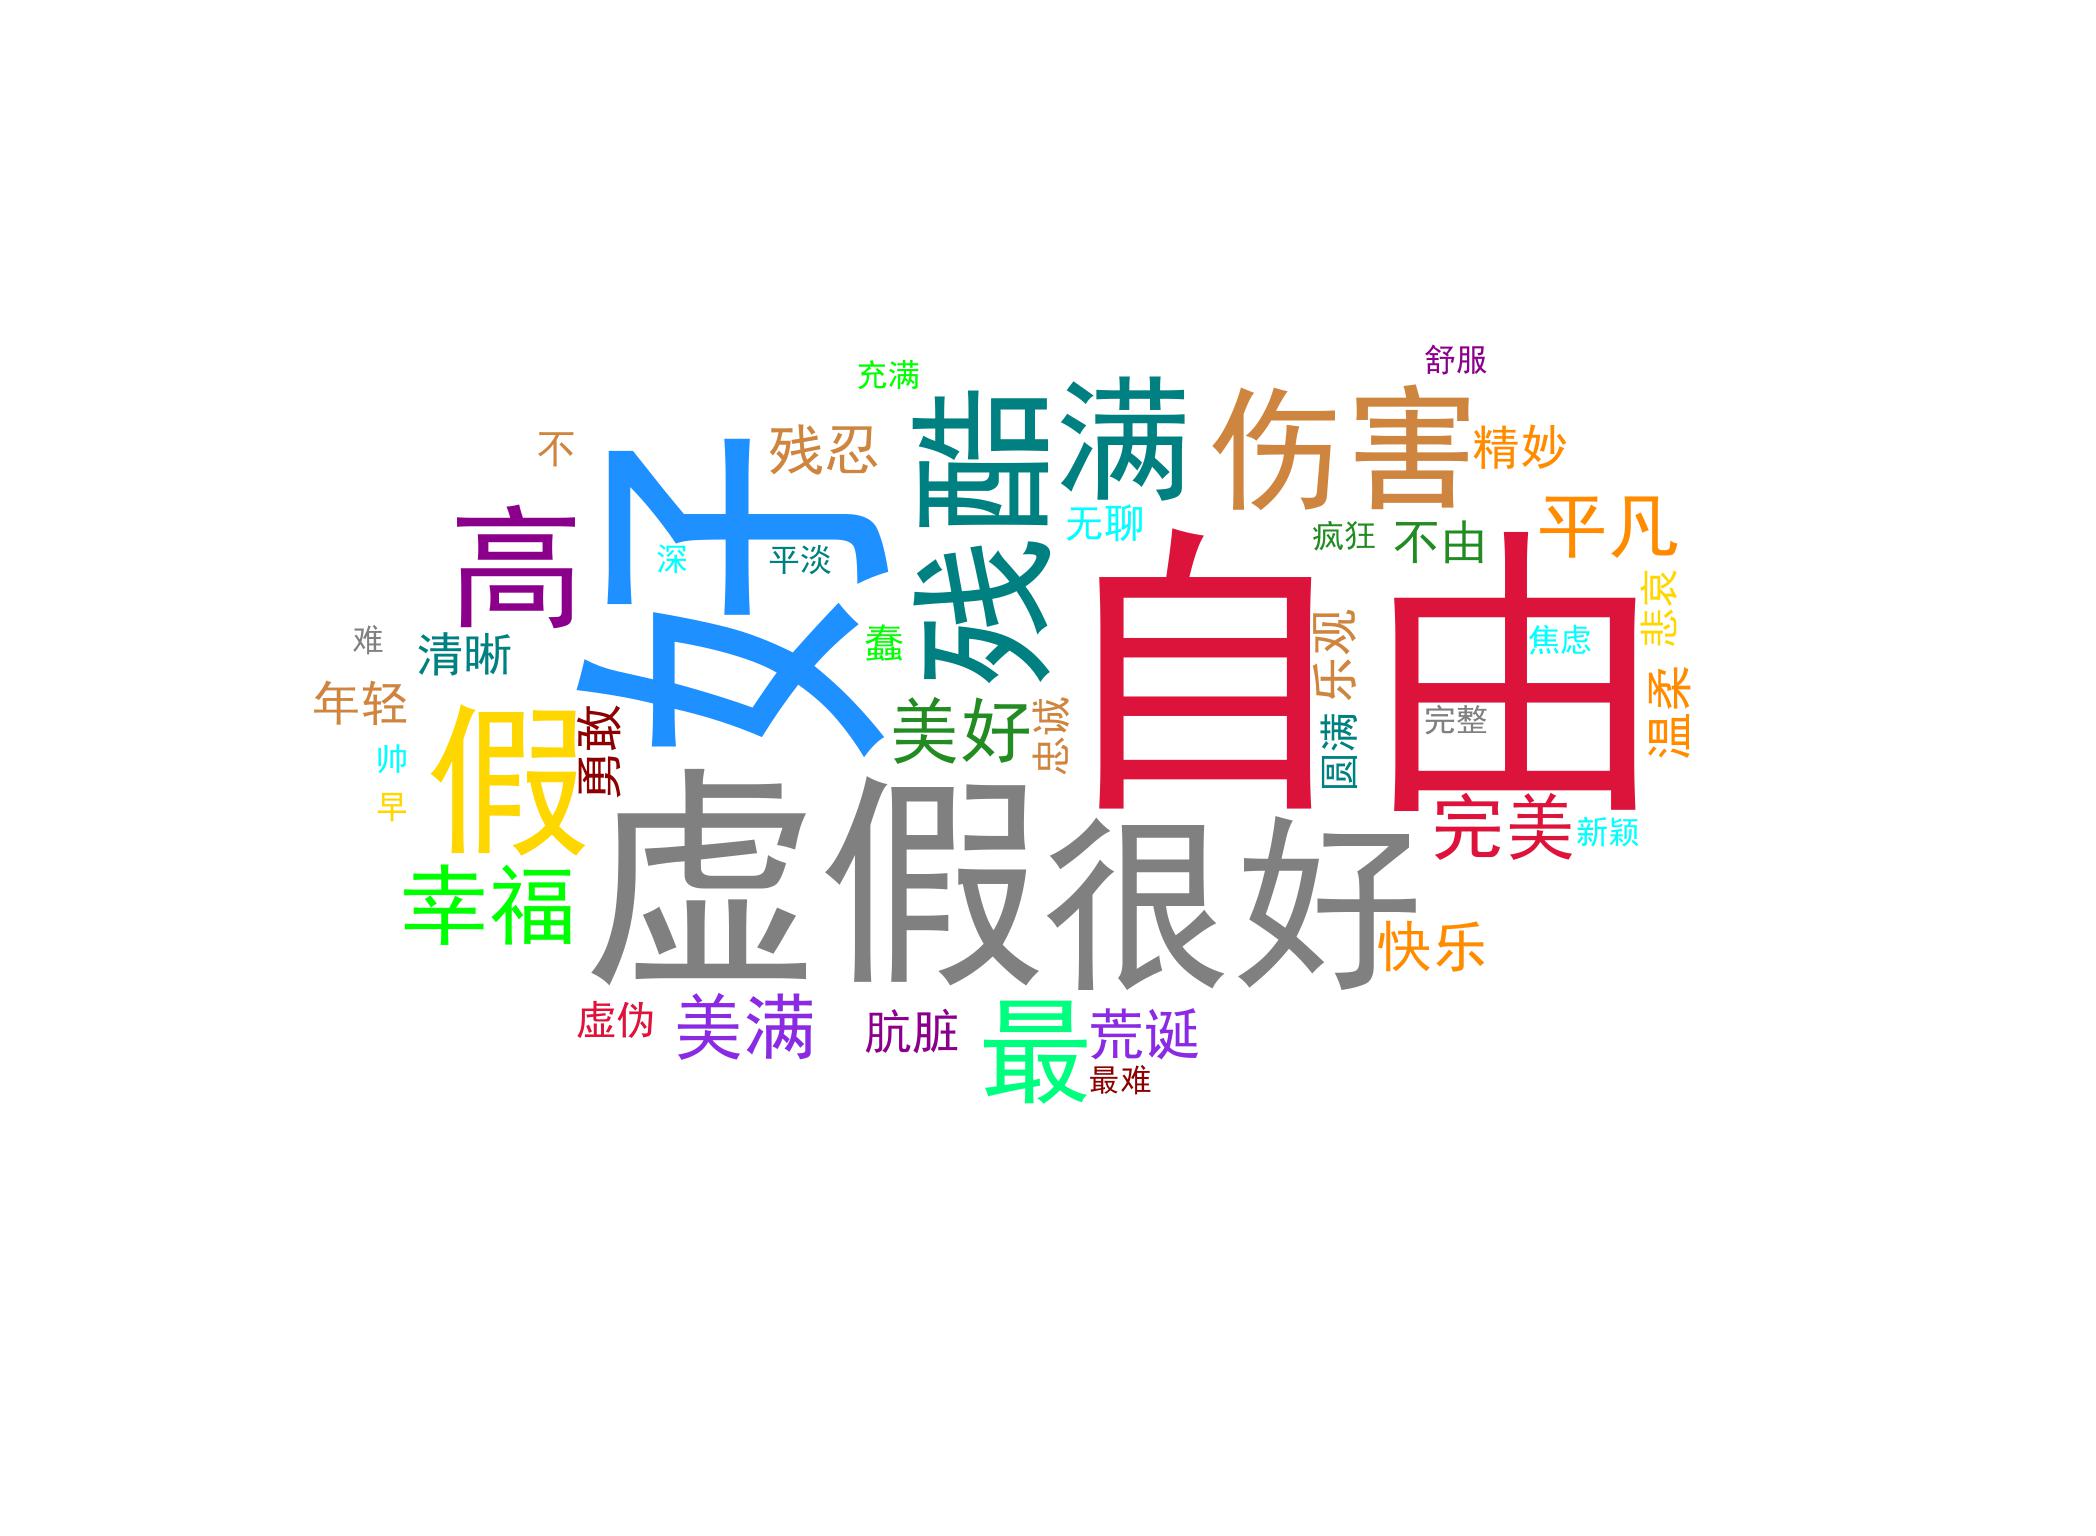 舒服
充满
满
伤害
残酷
残忍
精妙
不
好
高
无聊
疯狂
不由
平凡
自由
深
平淡
悲哀
难
清晰
蠢
乐观
焦虑
年轻
温柔
勇敢
美好
忠诚
圆满
完整
帅
假
早
虚假
很好
完美
新颖
幸福
快乐
虚伪
美满
肮脏
最
荒诞
最难